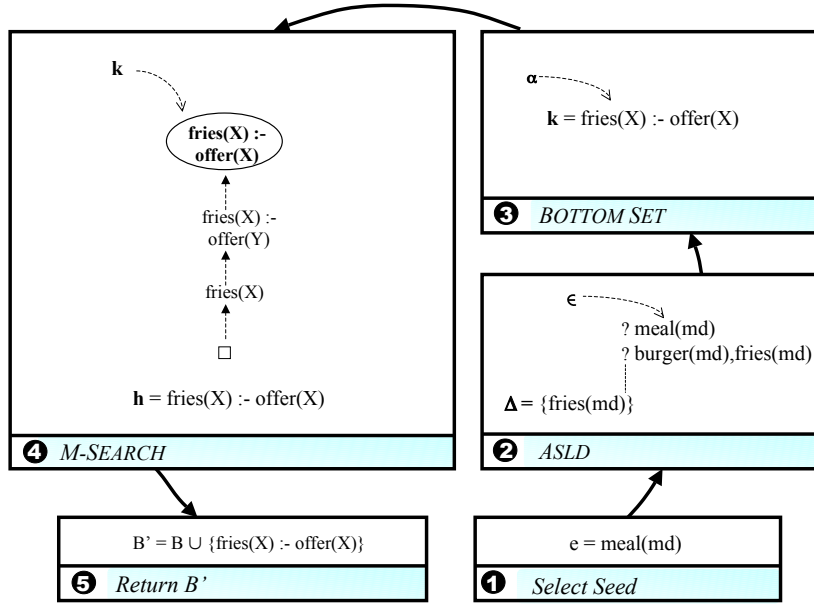 k
fries(X) :-
offer(X)
fries(X) :-
offer(Y)
fries(X)
□
h = fries(X) :- offer(X)
4 M-SEARCH
α
k = fries(X) :- offer(X)
3 BOTTOM SET
ϵ
? meal(md)
? burger(md),fries(md)
Δ = {fries(md)}
2 ASLD
B’ = B ∪ {fries(X) :- offer(X)}
5 Return B’
e = meal(md)
1 Select Seed